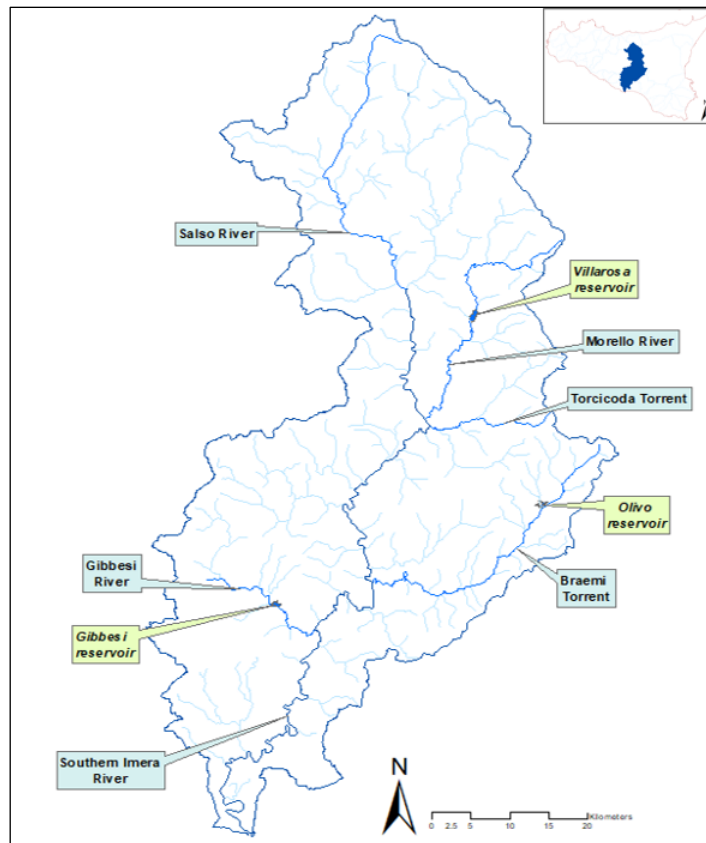 Salso River
Villarosa
reservoir
Morello River
Torcicoda Torrent
Olivo
reservoir
Gibbesi
River
Braemi
Torrent
Gibbesi
reservoir
Southern Imera
River
N
Kilometers
0 2.5 5 10 15 20